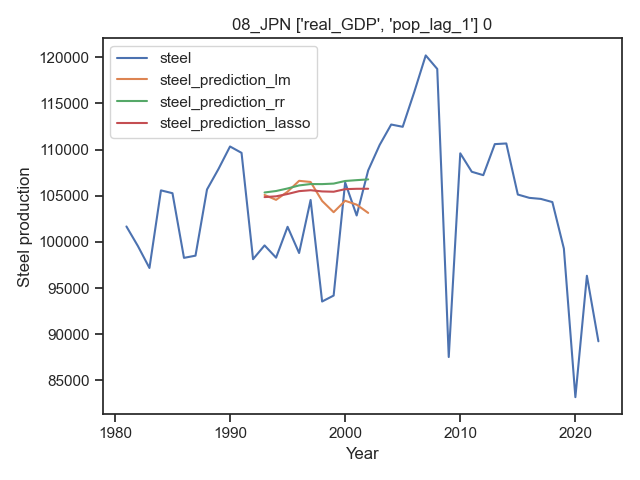 08_JPN ['real_GDP', 'pop_lag_1'] 0
steel
steel_prediction_lm
steel_prediction_rr
steel_prediction_lasso
120000
115000
110000
105000
100000
95000
90000
85000
Steel production
1980
1990
2000
2010
2020
Year